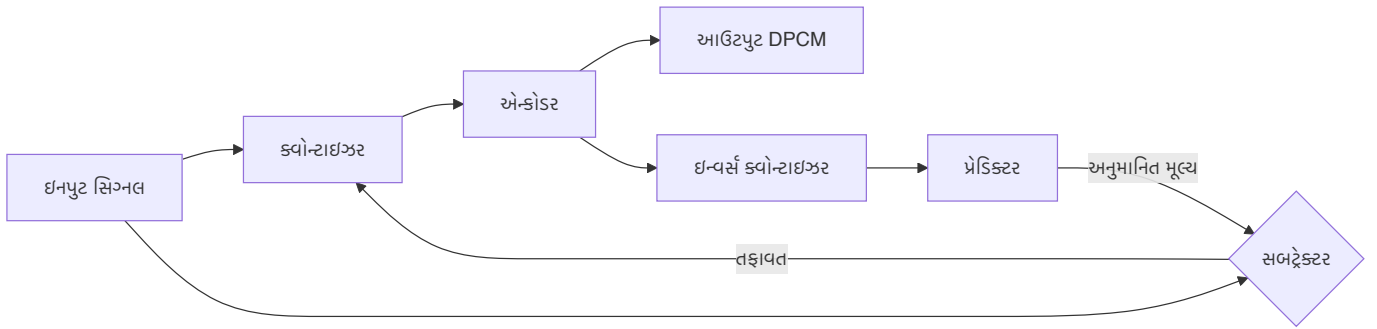 ઇનપુટ સિગ્નલ
ક્વોન્ટાઇઝર
એન્કોડર
આઉટપુટ DPCM
ઇન્વર્સ ક્વોન્ટાઇઝર
પ્રેડિક્ટર
અનુમાનિત મૂલ્ય
સબટ્રેક્ટર
તફાવત